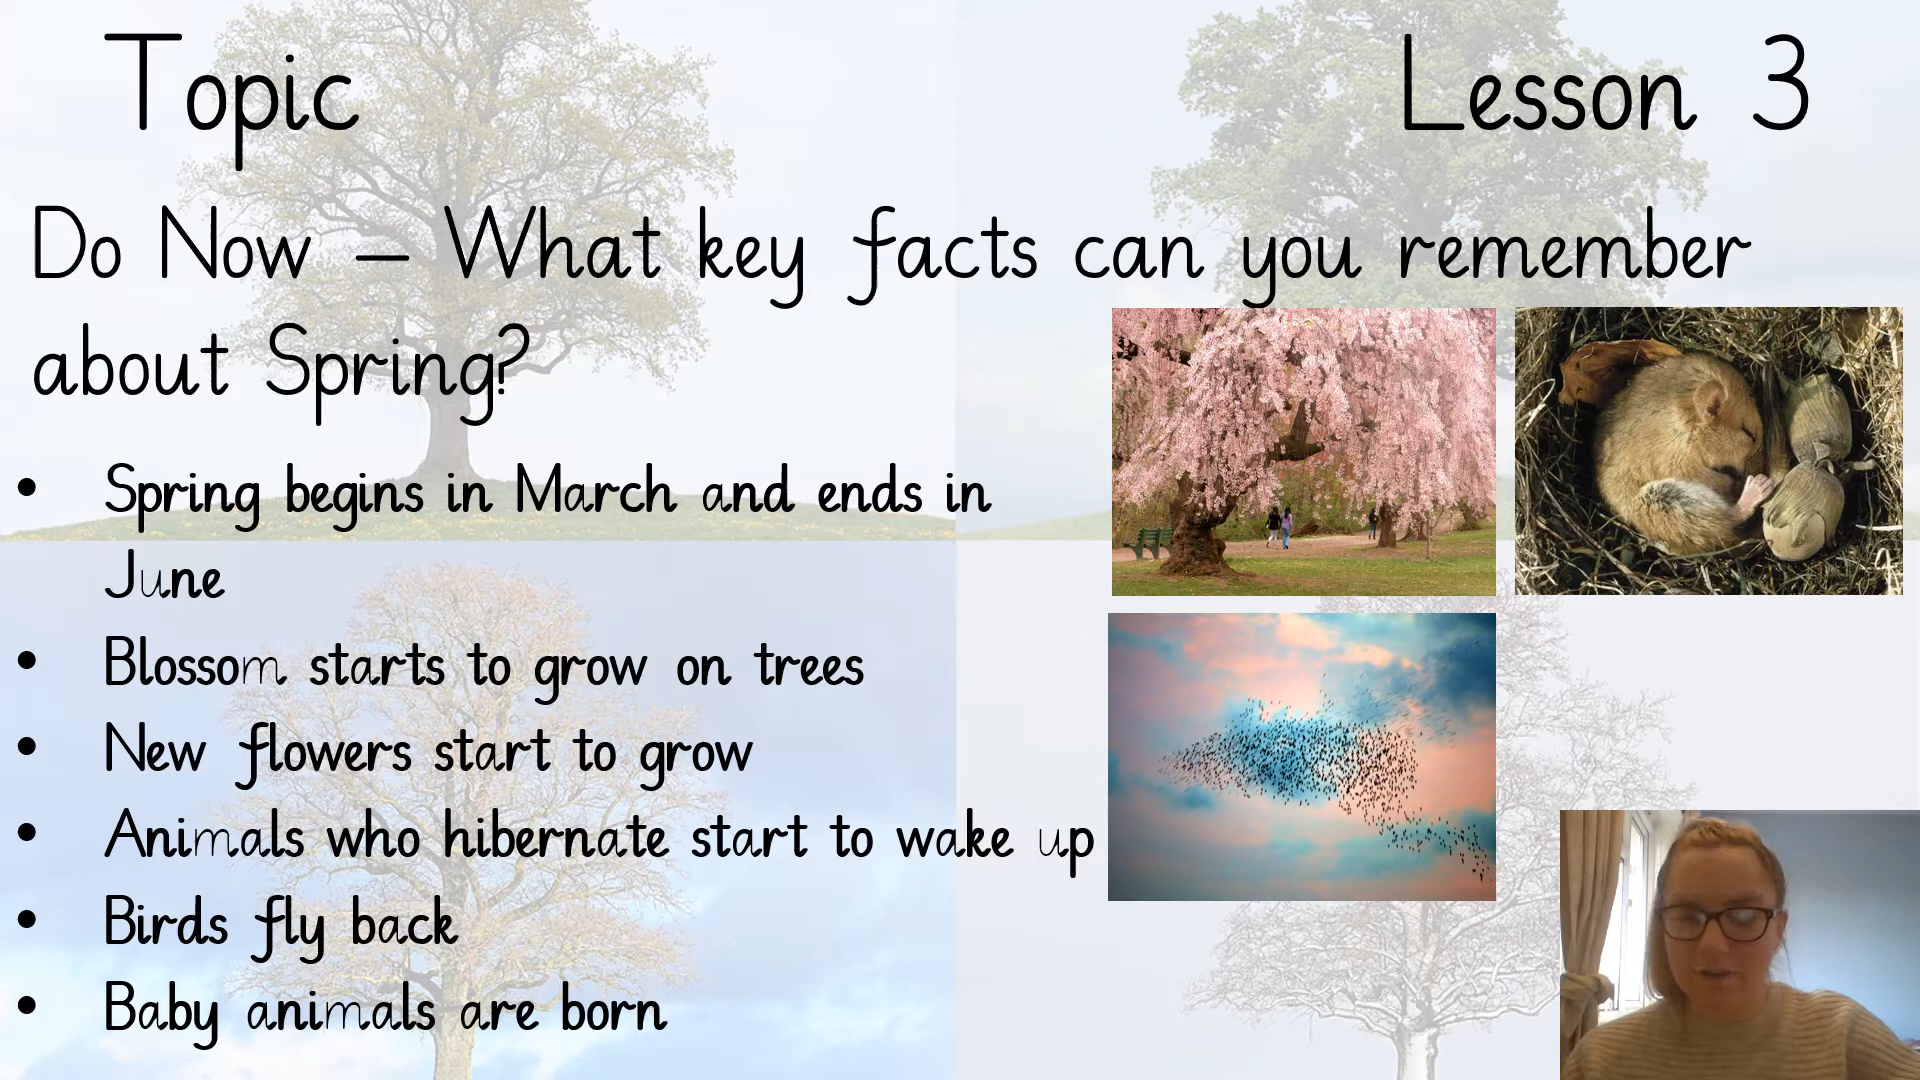 Topic
Lesson 3
Do Now – What key facts can you remember
about Spring?
• Spring begins in March and ends in
June
• Blossom starts to grow on trees
• New flowers start to grow
• Animals who hibernate start to wake up
• Birds fly back
• Baby animals are born